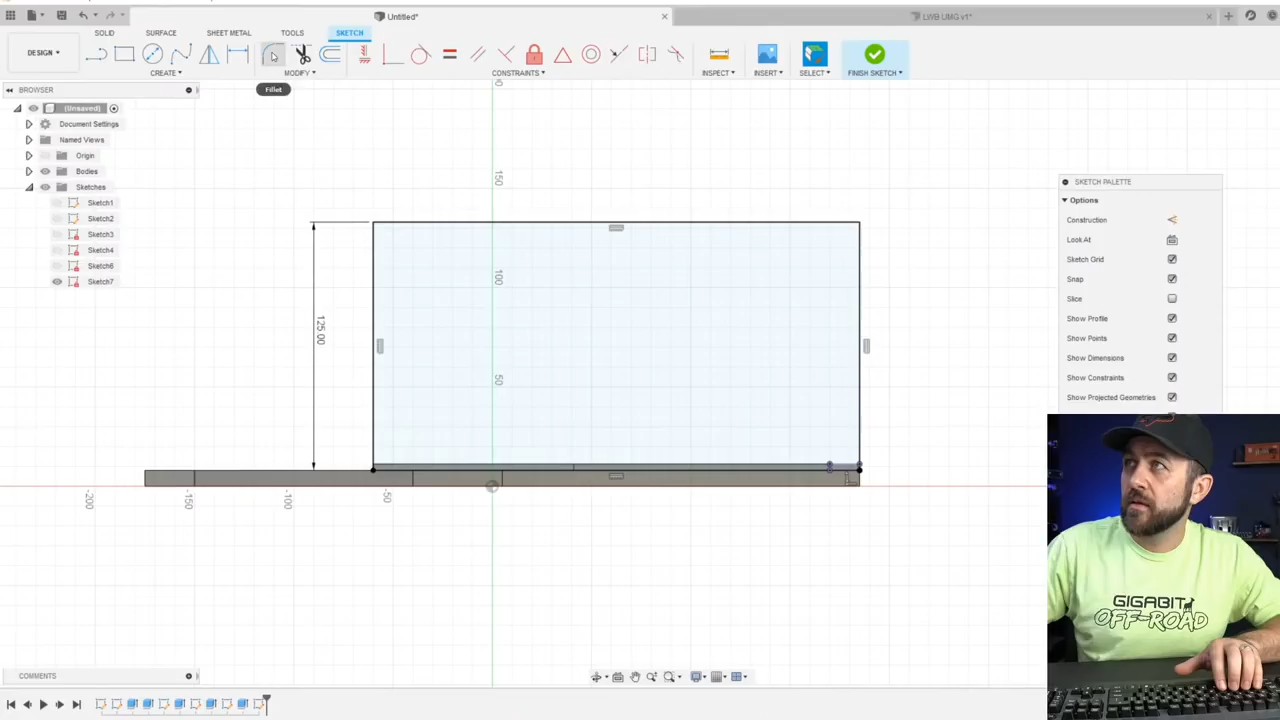 Untitled*
LWB UMG v1*
DESIGN
SOLID
SURFACE
SHEET METAL
TOOLS
SKETCH
CREATE
MODIFY
CONSTRAINTS
INSPECT
INSERT
SELECT
FINISH SKETCH
Fillet
BROWSER
(Unsaved)
Document Settings
Named Views
Origin
Bodies
Sketches
Sketch1
Sketch2
Sketch3
Sketch4
Sketch6
Sketch7
150
100
50
125.00
-200
-150
-100
-50
SKETCH PALETTE
Options
Construction
Look At
Sketch Grid
Snap
Slice
Show Profile
Show Points
Show Dimensions
Show Constraints
Show Projected Geometries
GIGABIT
OFF-ROAD
COMMENTS